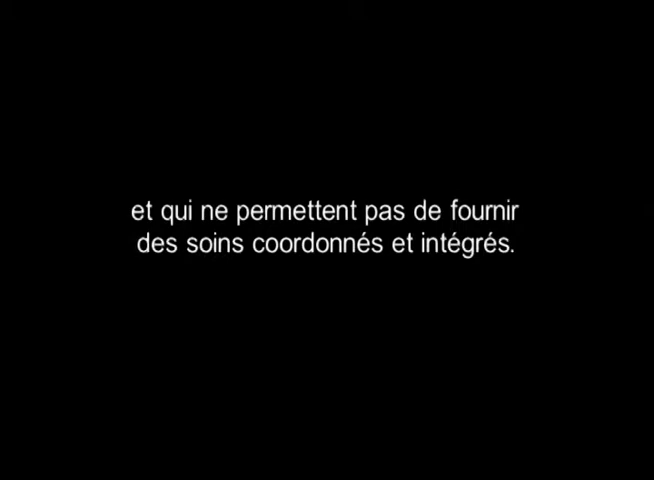 et qui ne permettent pas de fournir
des soins coordonnés et intégrés.